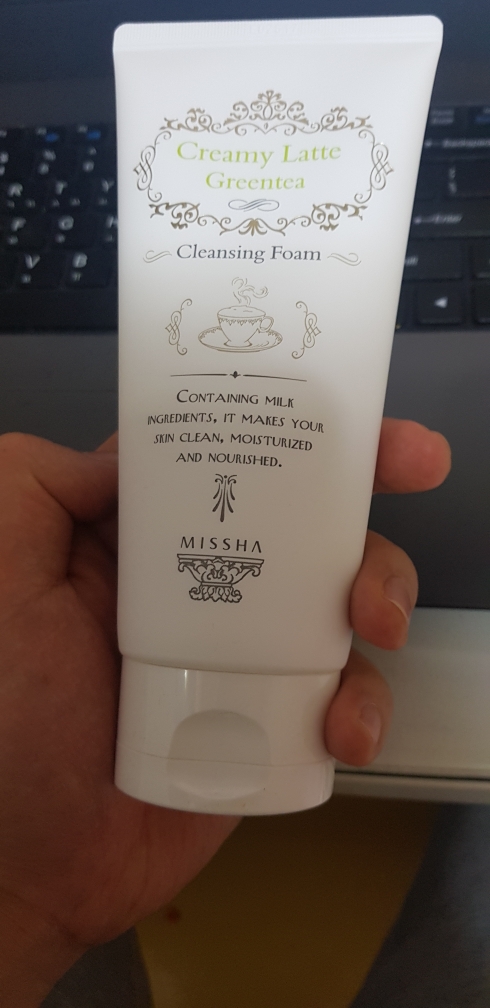 Creamy Latte
Greentea
Cleansing Foam
CONTAINING MILK
INGREDIENTS, IT MAKES YOUR
SKIN CLEAN, MOISTURIZED
AND NOURISHED.
MISSHA